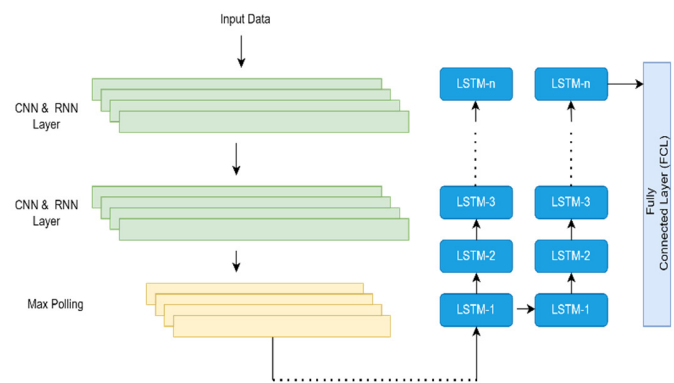 Input Data
CNN & RNN
Layer
CNN & RNN
Layer
Max Polling
LSTM-n
LSTM-3
LSTM-2
LSTM-1
LSTM-n
LSTM-3
LSTM-2
LSTM-1
Fully
Connected Layer (FCL)